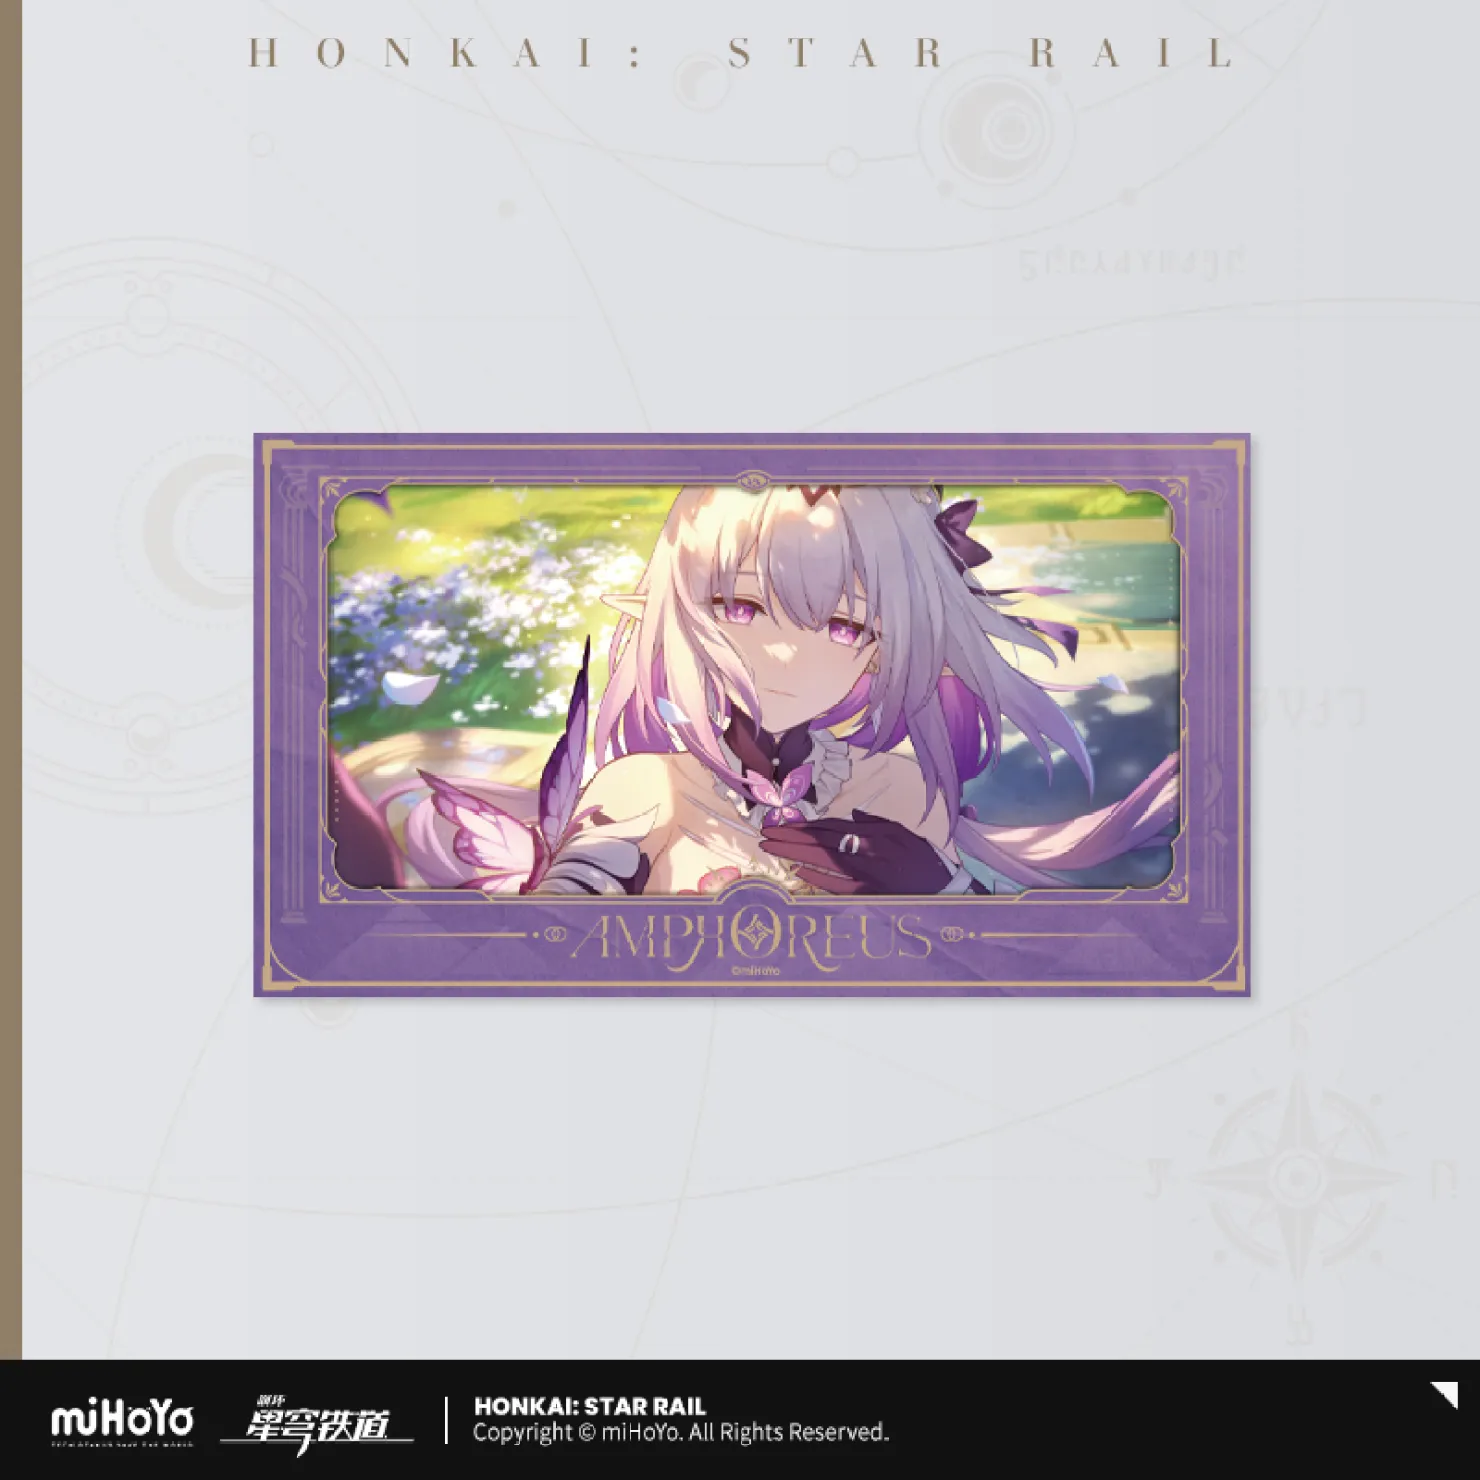 HONKAI: STAR RAIL
AMPHOREUS
©miHoYo
miHoYo
崩坏
星穹铁道
HONKAI: STAR RAIL
Copyright © miHoYo. All Rights Reserved.